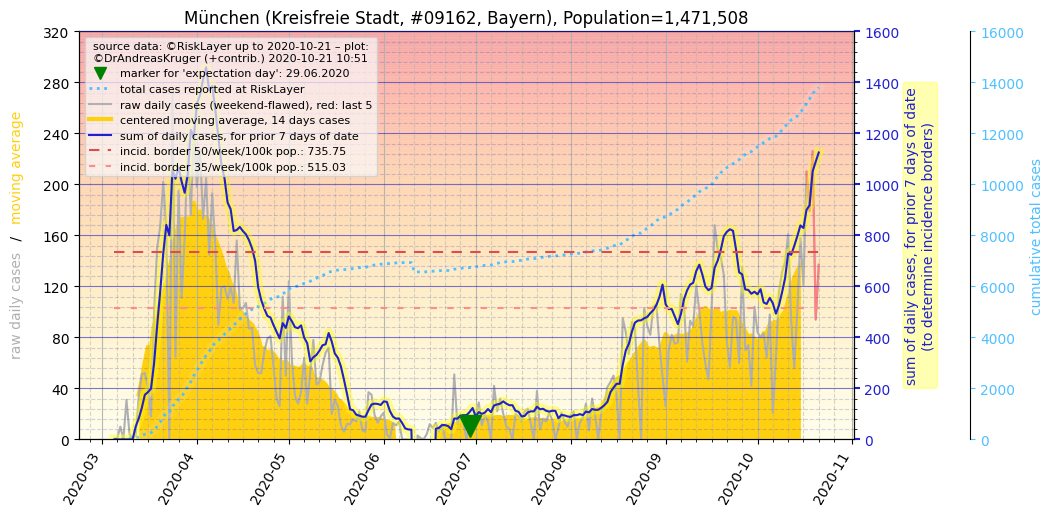 München (Kreisfreie Stadt, #09162, Bayern), Population=1,471,508
source data: ©RiskLayer up to 2020-10-21 – plot:
©DrAndreasKruger (+contrib.) 2020-10-21 10:51
marker for 'expectation day': 29.06.2020
total cases reported at RiskLayer
raw daily cases (weekend-flawed), red: last 5
centered moving average, 14 days cases
sum of daily cases, for prior 7 days of date
incid. border 50/week/100k pop.: 735.75
incid. border 35/week/100k pop.: 515.03
raw daily cases / moving average
320
280
240
200
160
120
80
40
0
2020-03
2020-04
2020-05
2020-06
2020-07
2020-08
2020-09
2020-10
2020-11
1600
1400
1200
1000
800
600
400
200
0
sum of daily cases, for prior 7 days of date
(to determine incidence borders)
16000
14000
12000
10000
8000
6000
4000
2000
0
cumulative total cases